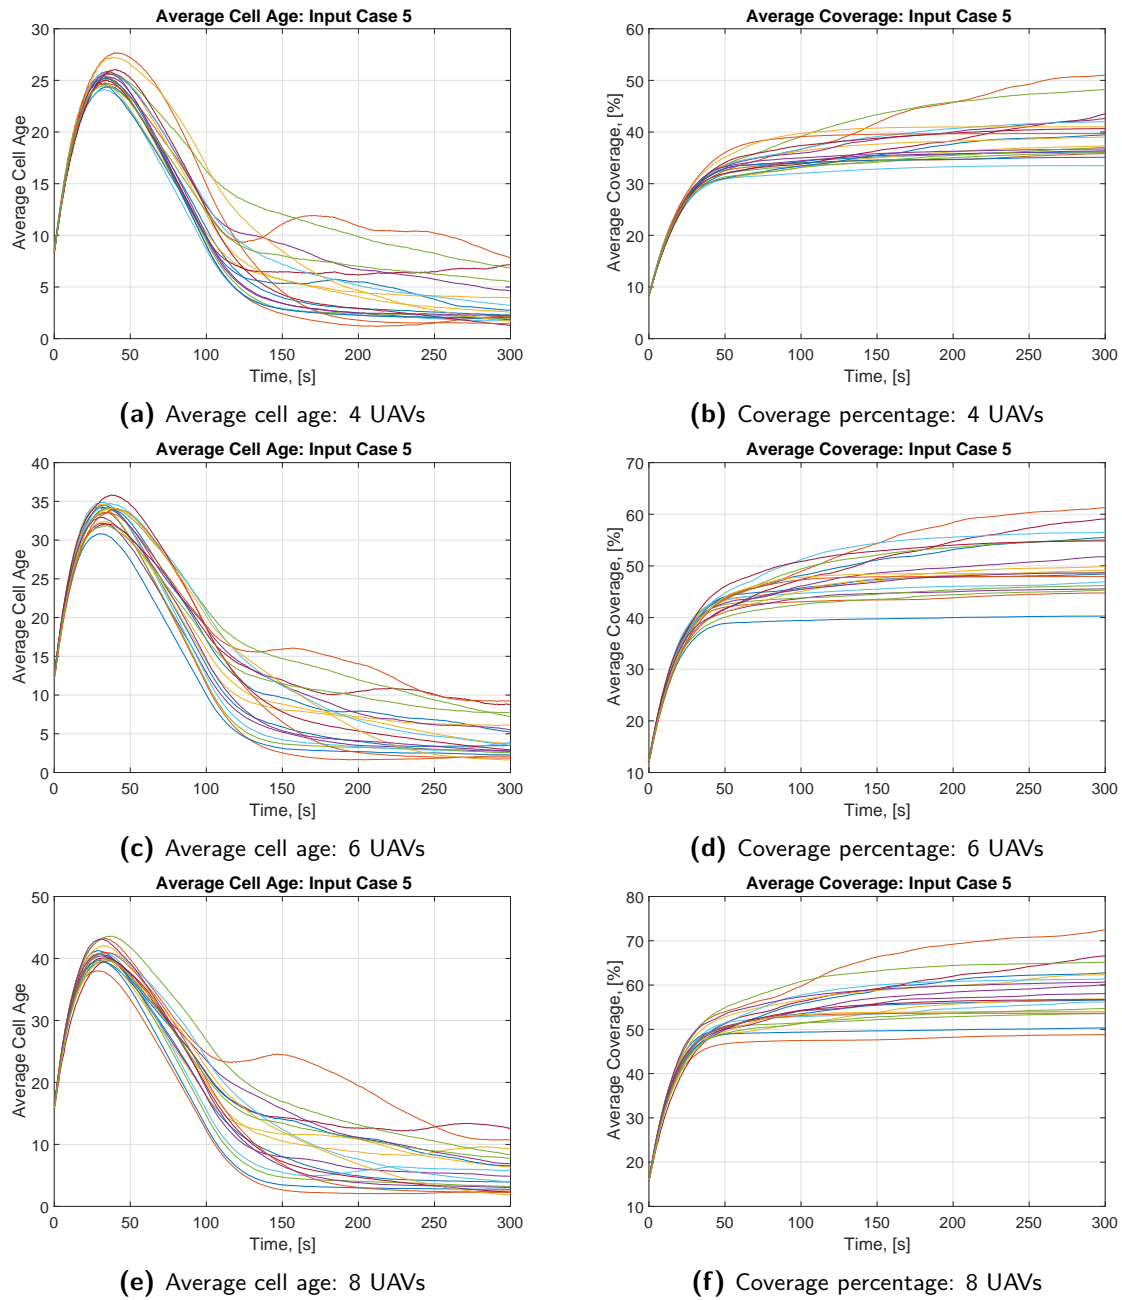 Average Cell Age: Input Case 5
30
25
20
15
10
5
0
Average Cell Age
0 50 100 150 200 250 300
Time, [s]
(a) Average cell age: 4 UAVs
Average Coverage: Input Case 5
60
50
40
30
20
10
0
Average Coverage, [%]
0 50 100 150 200 250 300
Time, [s]
(b) Coverage percentage: 4 UAVs
Average Cell Age: Input Case 5
40
35
30
25
20
15
10
5
0
Average Cell Age
0 50 100 150 200 250 300
Time, [s]
(c) Average cell age: 6 UAVs
Average Coverage: Input Case 5
70
60
50
40
30
20
10
Average Coverage, [%]
0 50 100 150 200 250 300
Time, [s]
(d) Coverage percentage: 6 UAVs
Average Cell Age: Input Case 5
50
40
30
20
10
0
Average Cell Age
0 50 100 150 200 250 300
Time, [s]
(e) Average cell age: 8 UAVs
Average Coverage: Input Case 5
80
70
60
50
40
30
20
10
Average Coverage, [%]
0 50 100 150 200 250 300
Time, [s]
(f) Coverage percentage: 8 UAVs